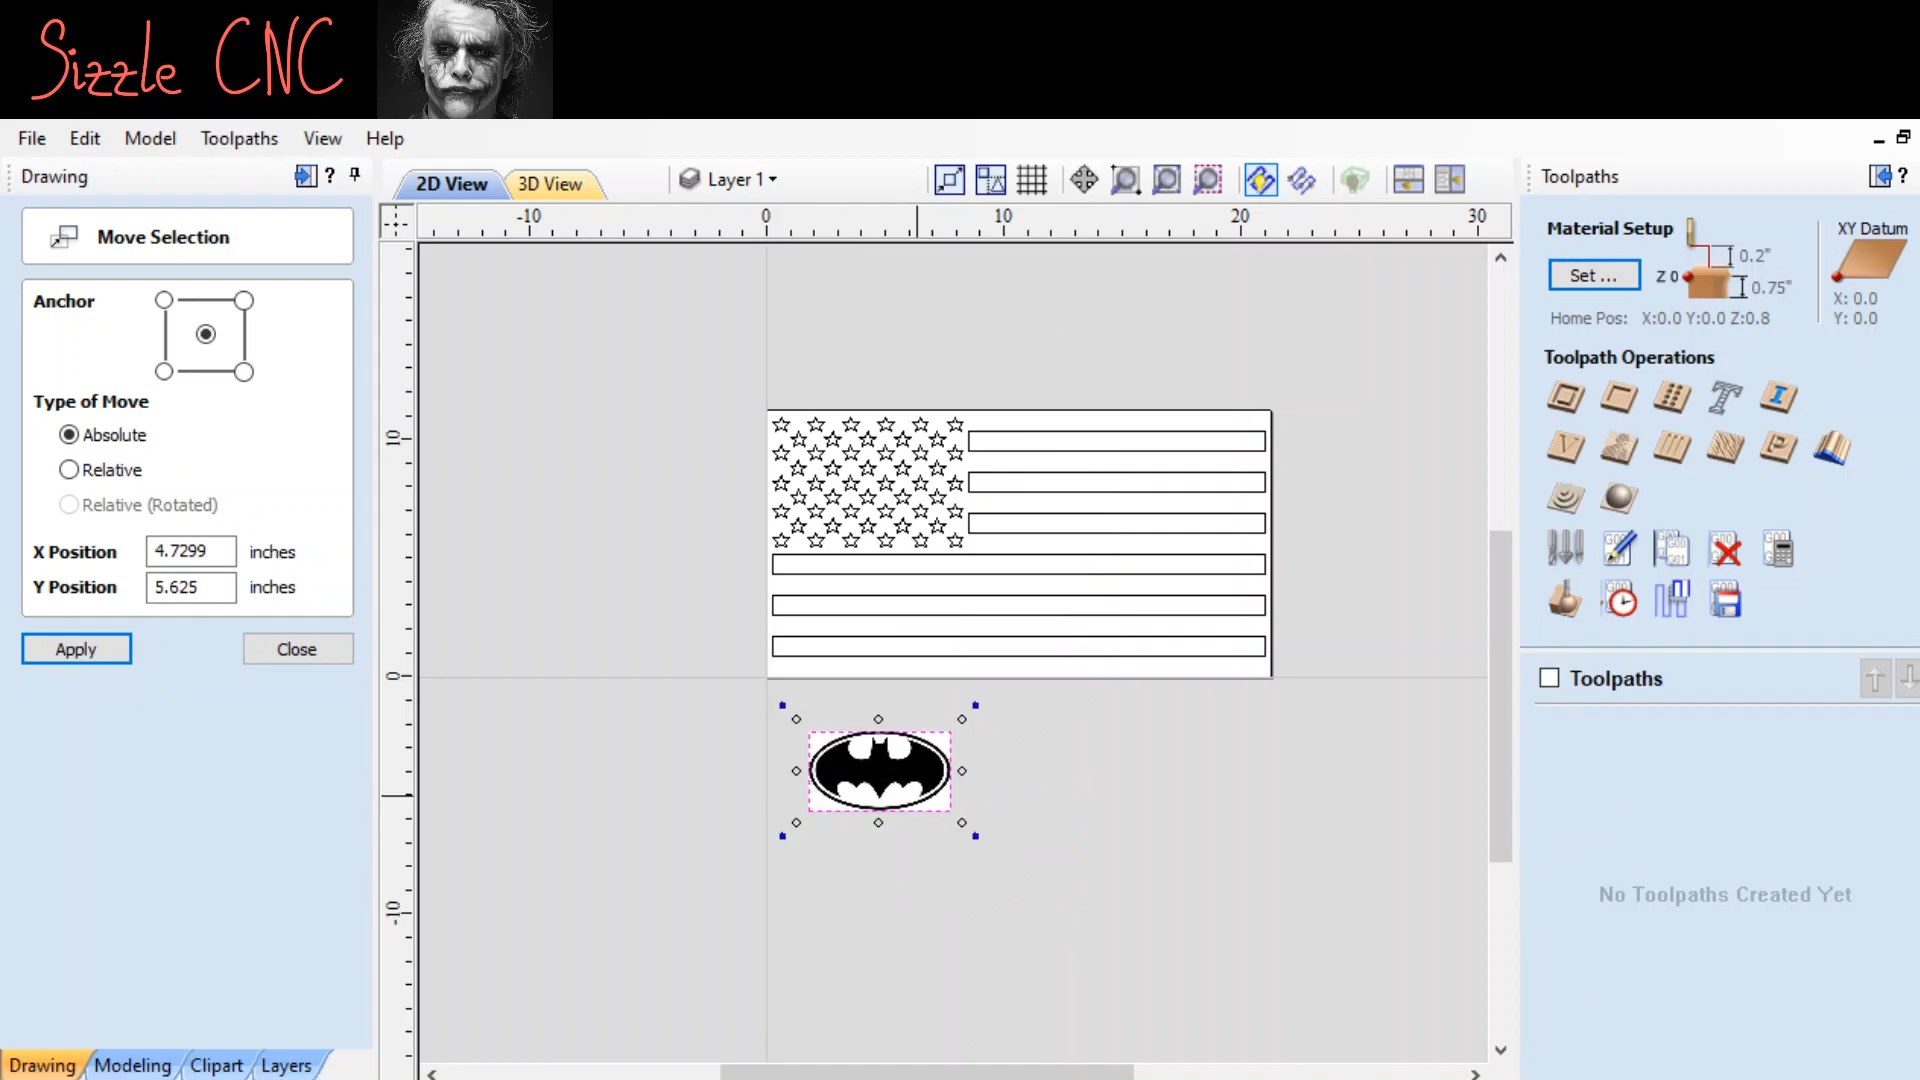 Sizzle CNC
File Edit Model Toolpaths View Help
Drawing
?
2D View
3D View
Layer 1
Toolpaths
?
-10 0 10 20 30
Move Selection
Anchor
Type of Move
Absolute
Relative
Relative (Rotated)
X Position 4.7299 inches
Y Position 5.625 inches
Apply
Close
10
0
-10
Material Setup
Set ...
Z 0
0.2"
0.75"
XY Datum
X: 0.0
Y: 0.0
Home Pos: X:0.0 Y:0.0 Z:0.8
Toolpath Operations
Toolpaths
No Toolpaths Created Yet
Drawing Modeling Clipart Layers